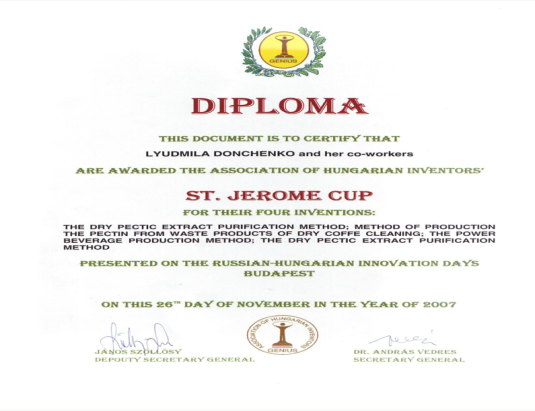 GENIUS
DIPLOMA
THIS DOCUMENT IS TO CERTIFY THAT
LYUDMILA DONCHENKO and her co-workers
ARE AWARDED THE ASSOCIATION OF HUNGARIAN INVENTORS'
ST. JEROME CUP
FOR THEIR FOUR INVENTIONS:
THE DRY PECTIC EXTRACT PURIFICATION METHOD; METHOD OF PRODUCTION
THE PECTIN FROM WASTE PRODUCTS OF DRY COFFE CLEANING; THE POWER
BEVERAGE PRODUCTION METHOD; THE DRY PECTIC EXTRACT PURIFICATION
METHOD
PRESENTED ON THE RUSSIAN-HUNGARIAN INNOVATION DAYS
BUDAPEST
ON THIS 26TH DAY OF NOVEMBER IN THE YEAR OF 2007
ASSOCIATION OF HUNGARIAN INVENTORS
GENIUS
JÁNOS SZŐLLŐSY
DEPOUTY SECRETARY GENERAL
DR. ANDRÁS VEDRES
SECRETARY GENERAL